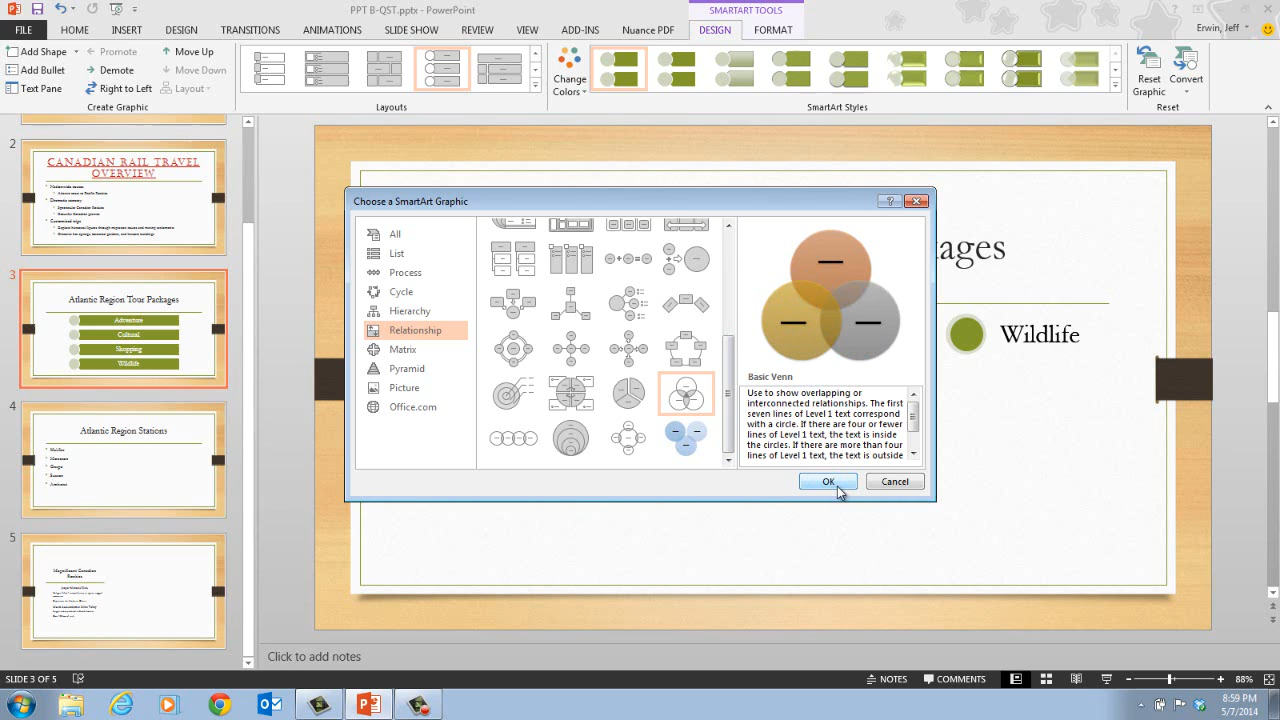 PPT B-QST.pptx - PowerPoint
SMARTART TOOLS
FILE
HOME
INSERT
DESIGN
TRANSITIONS
ANIMATIONS
SLIDE SHOW
REVIEW
VIEW
ADD-INS
Nuance PDF
DESIGN
FORMAT
Erwin, Jeff
Add Shape
Promote
Move Up
Add Bullet
Demote
Move Down
Text Pane
Right to Left
Layout
Create Graphic
Layouts
Change
Colors
SmartArt Styles
Reset
Graphic
Convert
Reset
2
CANADIAN RAIL TRAVEL
OVERVIEW
3
Atlantic Region Tour Packages
Adventure
Cultural
Shopping
Wildlife
4
Atlantic Region Stations
5
Magnificent Canadian
Choose a SmartArt Graphic
All
List
Process
Cycle
Hierarchy
Relationship
Matrix
Pyramid
Picture
Office.com
Basic Venn
Use to show overlapping or
interconnected relationships. The first
seven lines of Level 1 text correspond
with a circle. If there are four or fewer
lines of Level 1 text, the text is inside
the circles. If there are more than four
lines of Level 1 text, the text is outside
OK
Cancel
ages
Wildlife
Click to add notes
SLIDE 3 OF 5
NOTES
COMMENTS
88%
8:59 PM
5/7/2014